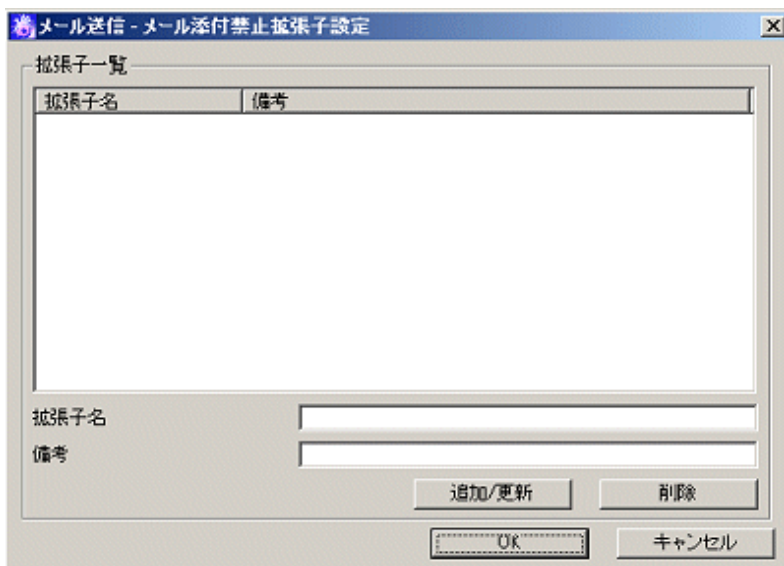 メール送信 - メール添付禁止拡張子設定
拡張子一覧
拡張子名 備考
拡張子名
備考
追加/更新 削除
OK キャンセル